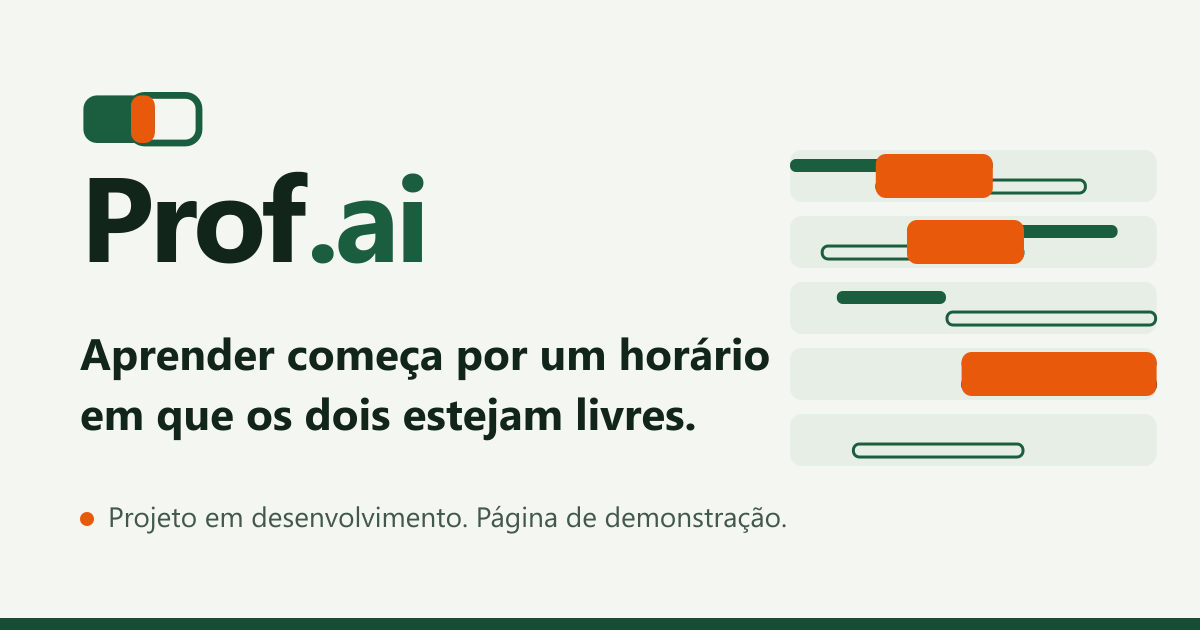 Prof.ai
Aprender começa por um horário
em que os dois estejam livres.
Projeto em desenvolvimento. Página de demonstração.